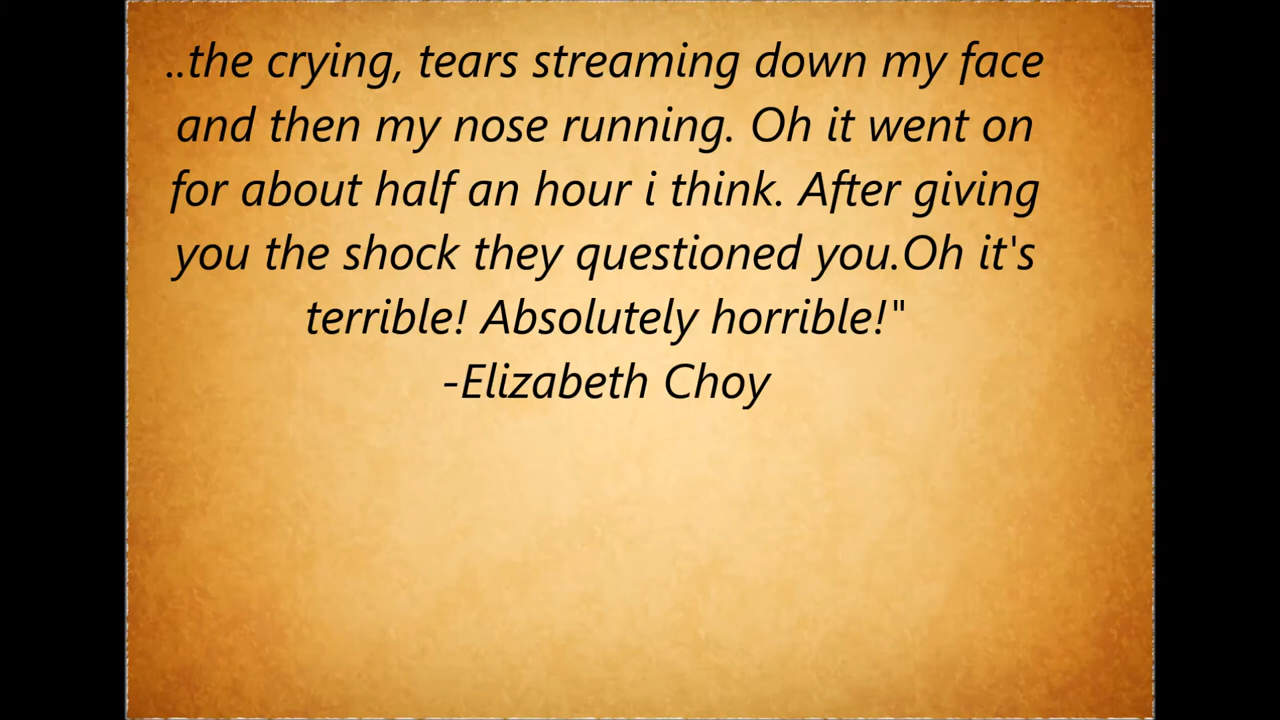 ..the crying, tears streaming down my face
and then my nose running. Oh it went on
for about half an hour i think. After giving
you the shock they questioned you.Oh it's
terrible! Absolutely horrible!"
-Elizabeth Choy